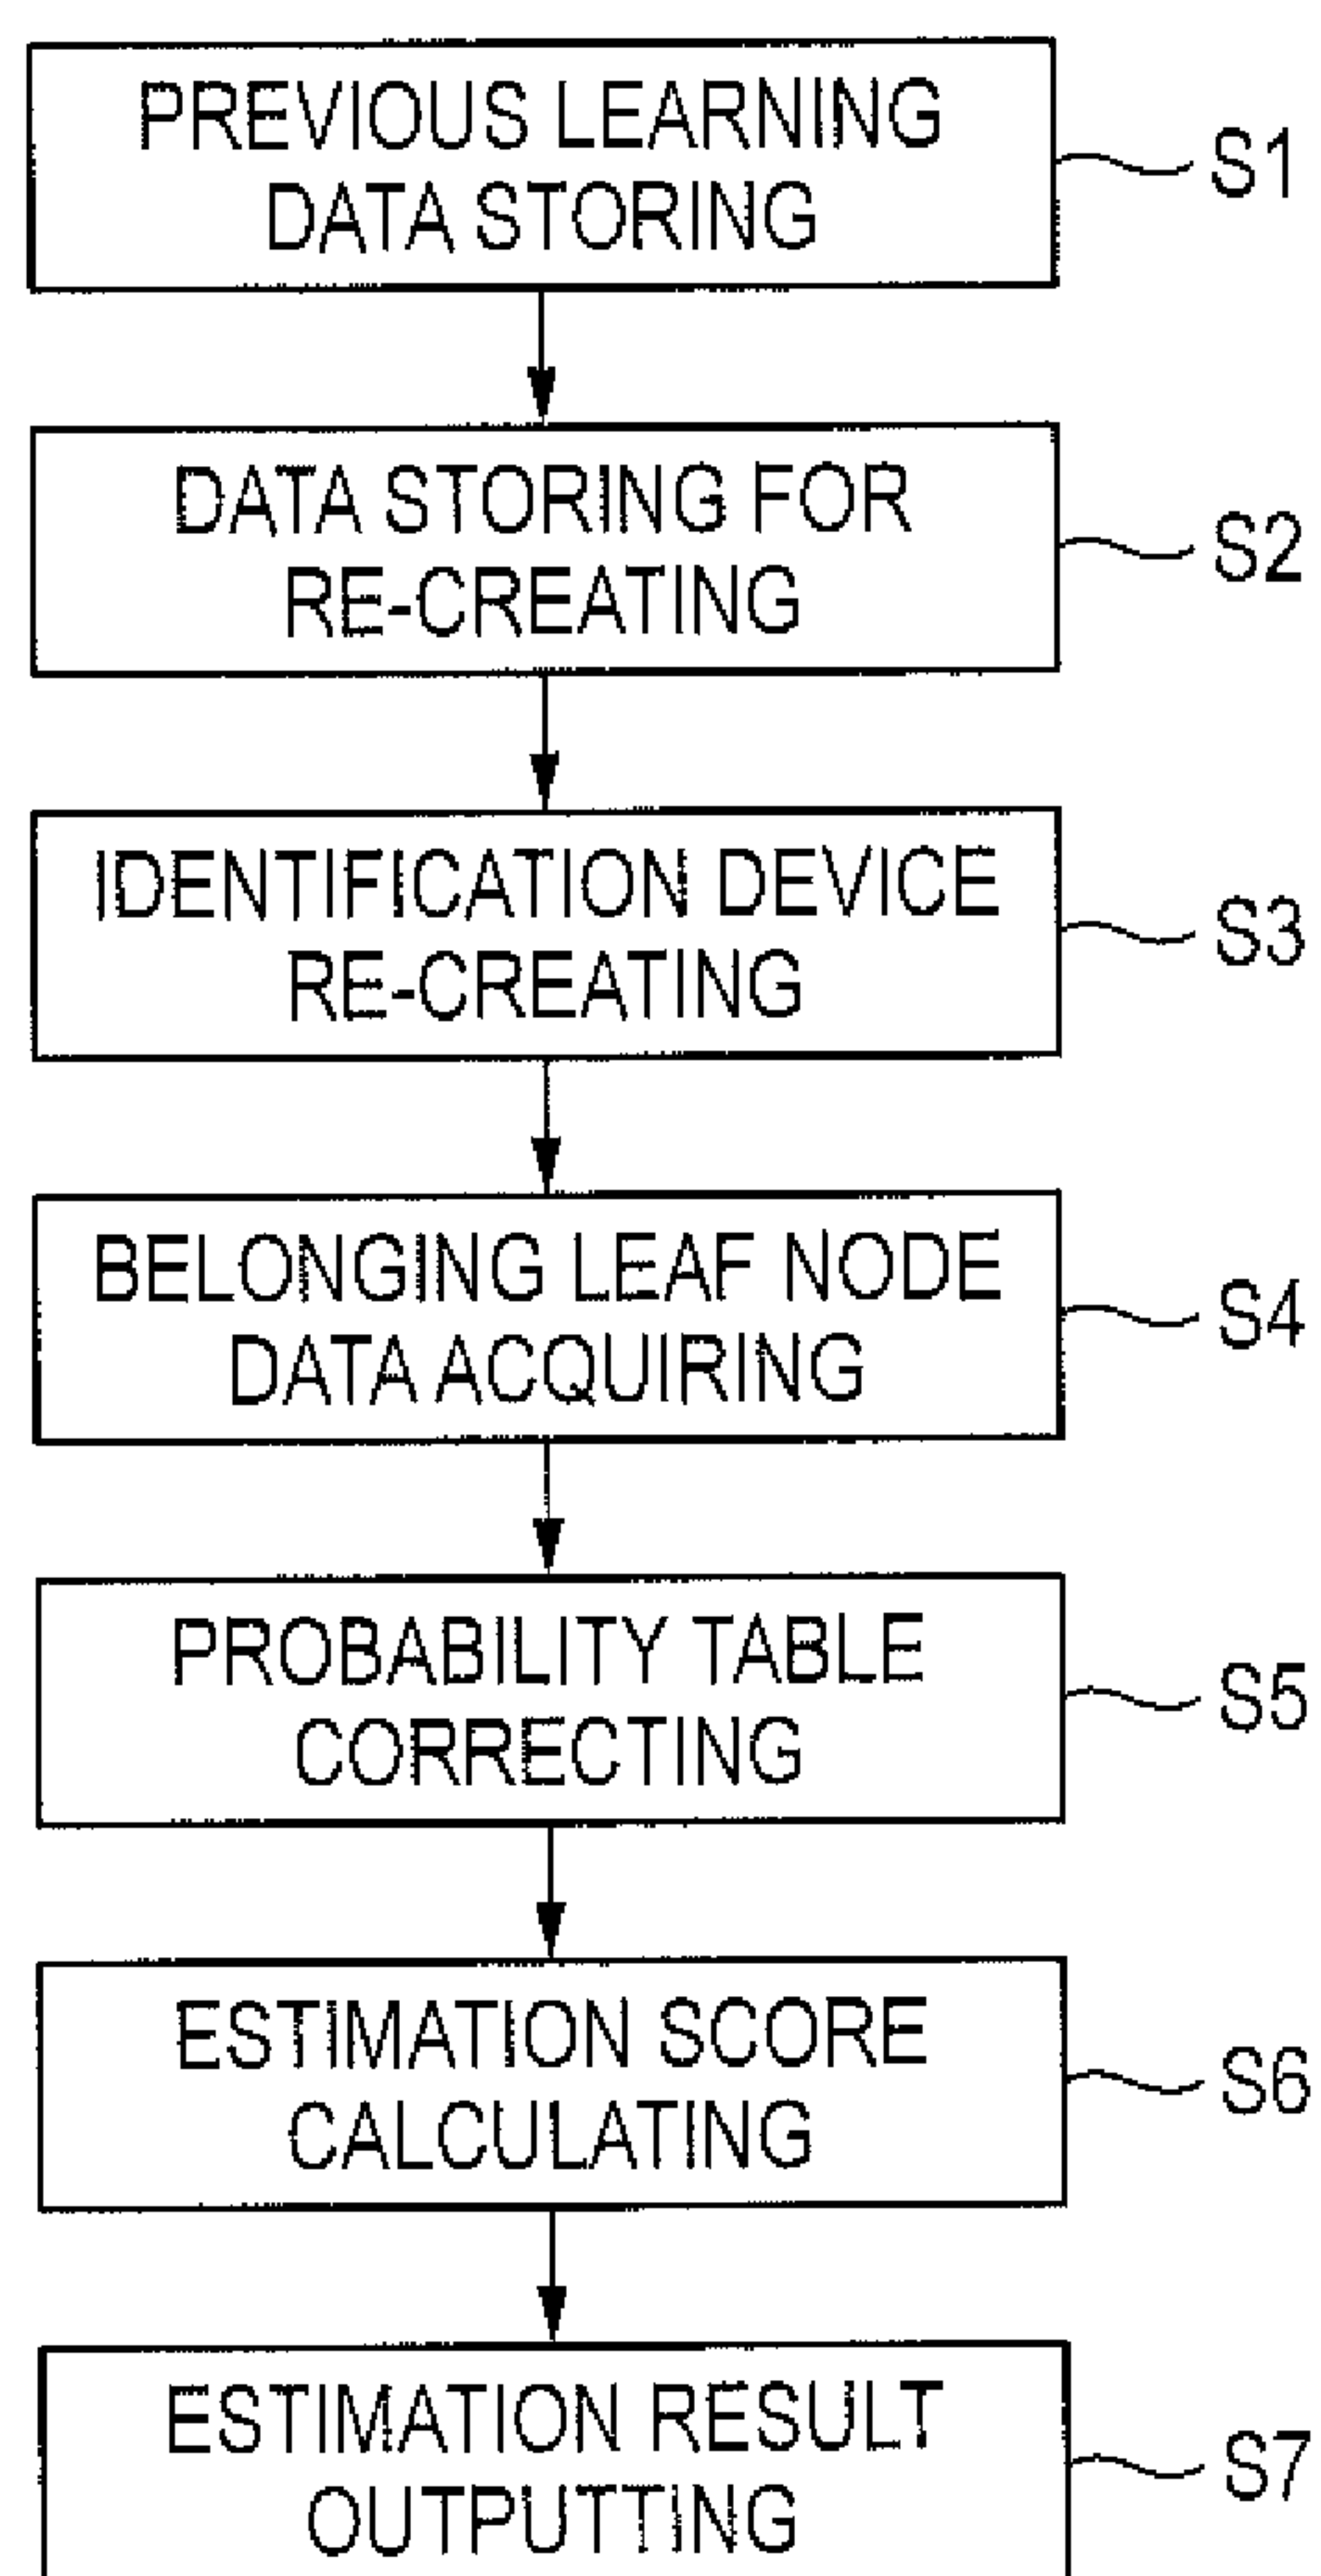 PREVIOUS LEARNING
DATA STORING
S1
DATA STORING FOR
RE-CREATING
S2
IDENTIFICATION DEVICE
RE-CREATING
S3
BELONGING LEAF NODE
DATA ACQUIRING
S4
PROBABILITY TABLE
CORRECTING
S5
ESTIMATION SCORE
CALCULATING
S6
ESTIMATION RESULT
OUTPUTTING
S7